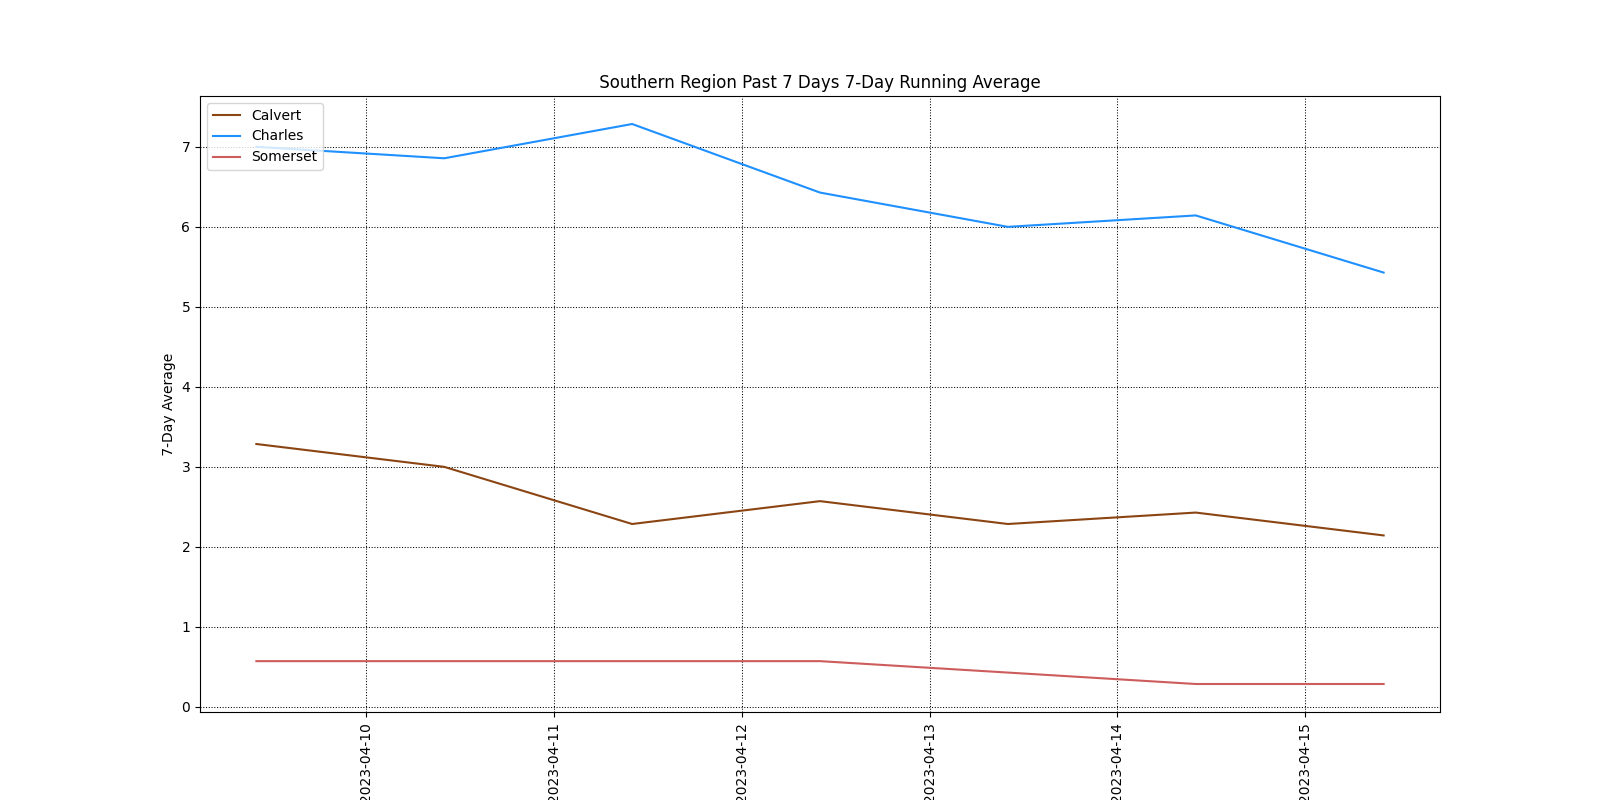 Southern Region Past 7 Days 7-Day Running Average
Calvert
Charles
Somerset
7-Day Average
7
6
5
4
3
2
1
0
2023-04-10
2023-04-11
2023-04-12
2023-04-13
2023-04-14
2023-04-15